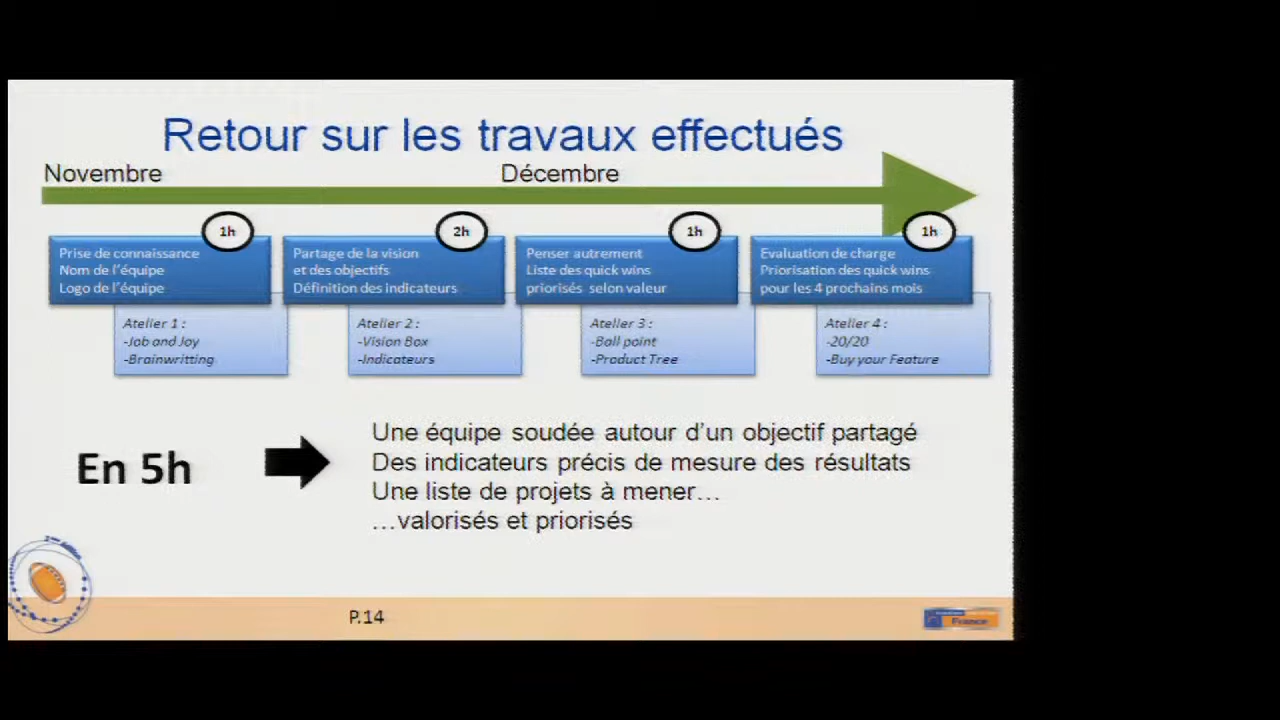 Retour sur les travaux effectués
Novembre
Décembre
1h
2h
1h
1h
Prise de connaissance
Nom de l'équipe
Logo de l'équipe
Partage de la vision
et des objectifs
Définition des indicateurs
Penser autrement
Liste des quick wins
priorisés selon valeur
Evaluation de charge
Priorisation des quick wins
pour les 4 prochains mois
Atelier 1 :
-Job and Joy
-Brainwritting
Atelier 2 :
-Vision Box
-Indicateurs
Atelier 3 :
-Ball point
-Product Tree
Atelier 4 :
-20/20
-Buy your Feature
En 5h
Une équipe soudée autour d'un objectif partagé
Des indicateurs précis de mesure des résultats
Une liste de projets à mener…
…valorisés et priorisés
P.14
France